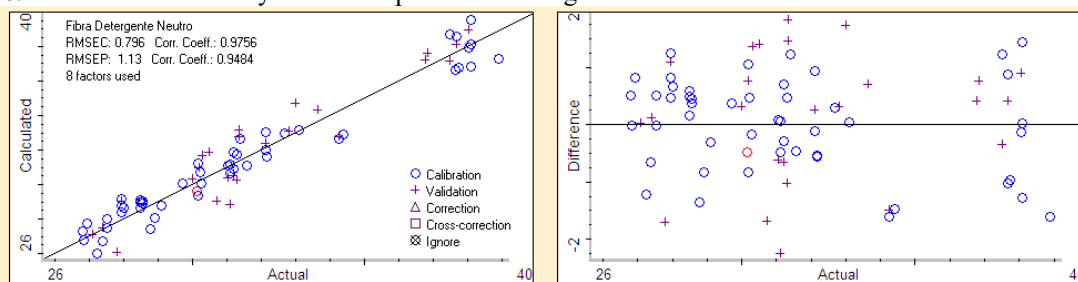 40
Fibra Detergente Neutro
RMSEC: 0.796 Corr. Coeff.: 0.9756
RMSEP: 1.13 Corr. Coeff.: 0.9484
8 factors used
Calculated
Calibration
Validation
Correction
Cross-correction
Ignore
26
26
Actual
40
2
Difference
-2
26
Actual
4